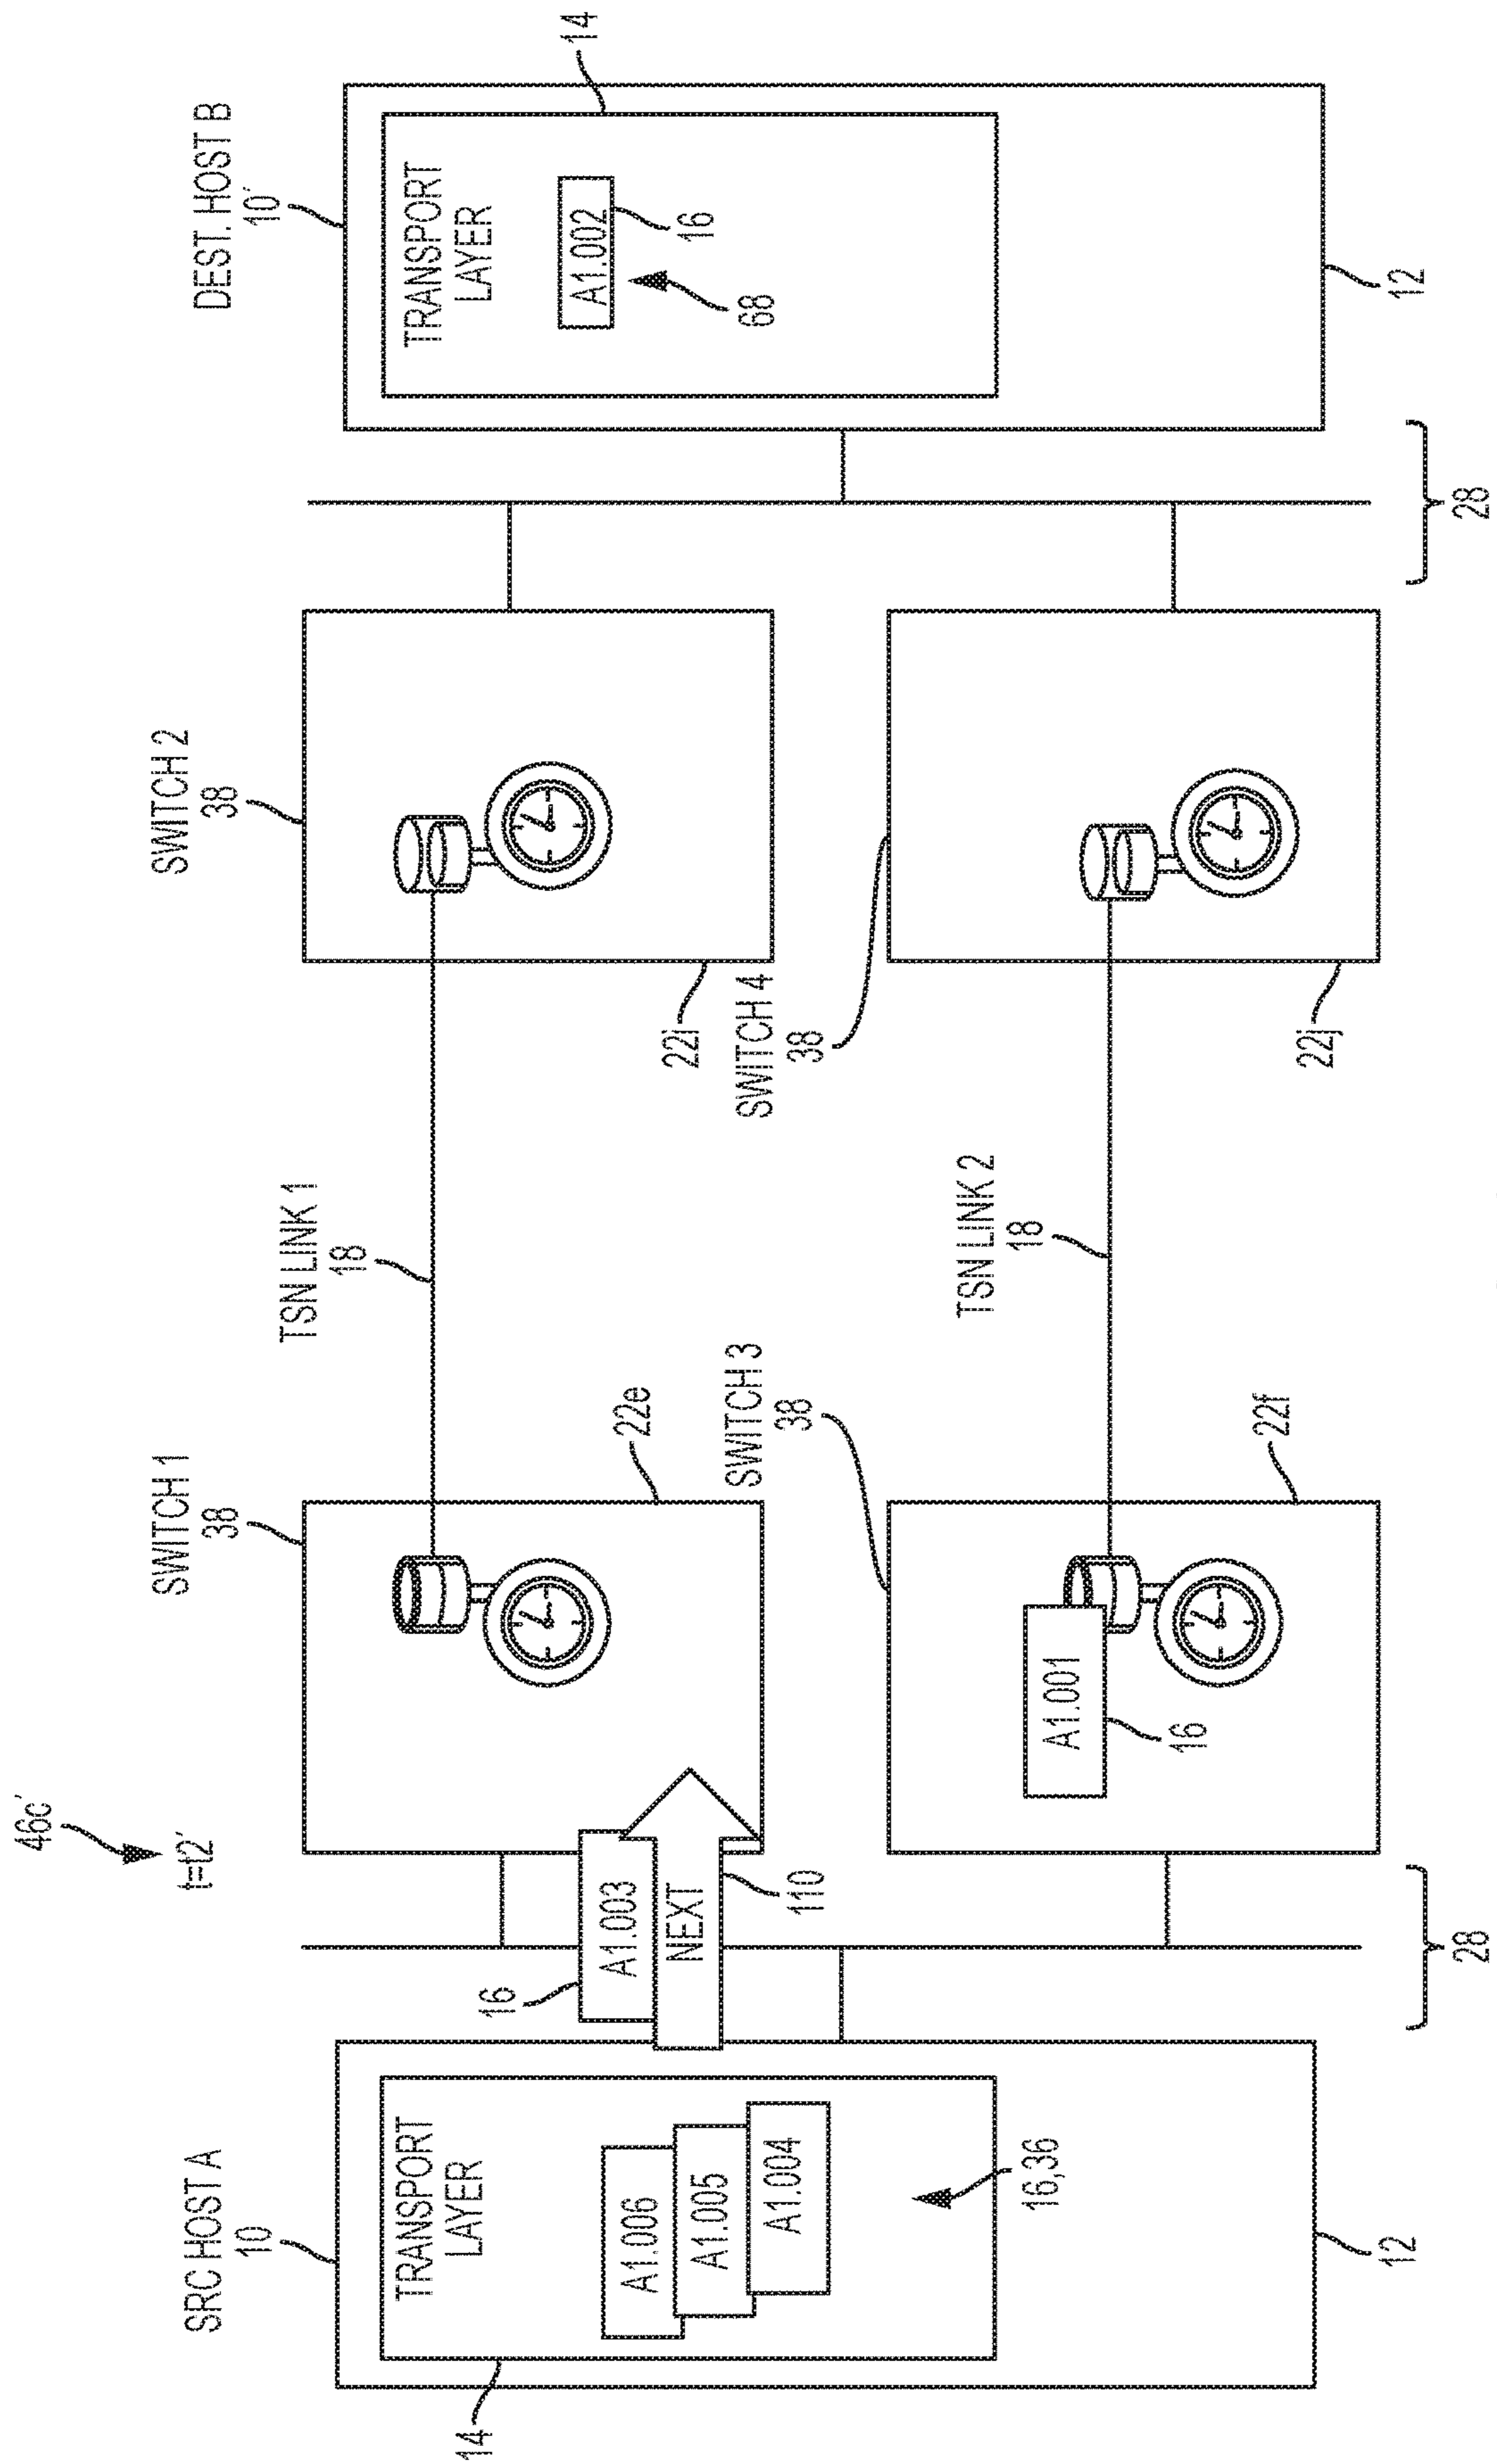 46c′
t=t2′
SRC HOST A
10
TRANSPORT
LAYER
14
A1.006
A1.005
A1.004
16,36
12
16
A1.003
NEXT
110
28
SWITCH 1
38
22e
SWITCH 3
38
A1.001
16
22f
TSN LINK 1
18
TSN LINK 2
18
SWITCH 2
38
22i
SWITCH 4
38
22j
28
DEST. HOST B
10′
TRANSPORT
LAYER
14
A1.002
16
68
12